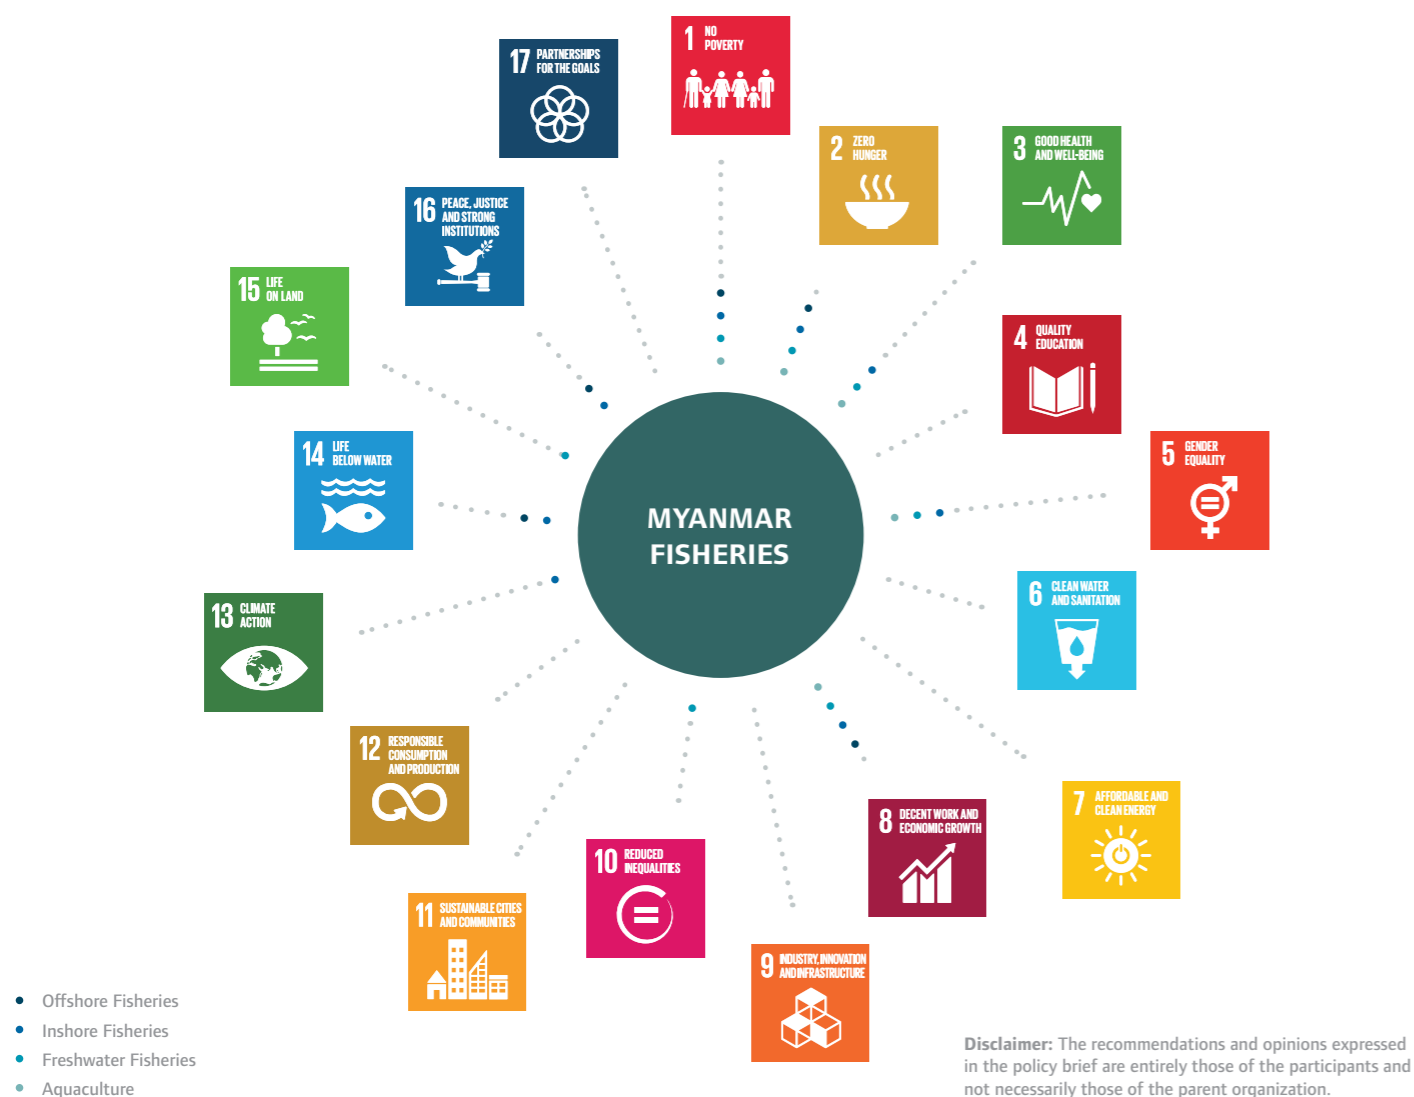 1 NO
POVERTY
2 ZERO
HUNGER
3 GOOD HEALTH
AND WELL-BEING
4 QUALITY
EDUCATION
5 GENDER
EQUALITY
6 CLEAN WATER
AND SANITATION
7 AFFORDABLE AND
CLEAN ENERGY
8 DECENT WORK AND
ECONOMIC GROWTH
9 INDUSTRY, INNOVATION
AND INFRASTRUCTURE
10 REDUCED
INEQUALITIES
11 SUSTAINABLE CITIES
AND COMMUNITIES
12 RESPONSIBLE
CONSUMPTION
AND PRODUCTION
13 CLIMATE
ACTION
14 LIFE
BELOW WATER
15 LIFE
ON LAND
16 PEACE, JUSTICE
AND STRONG
INSTITUTIONS
17 PARTNERSHIPS
FOR THE GOALS
MYANMAR
FISHERIES
Offshore Fisheries
Inshore Fisheries
Freshwater Fisheries
Aquaculture
Disclaimer: The recommendations and opinions expressed
in the policy brief are entirely those of the participants and
not necessarily those of the parent organization.